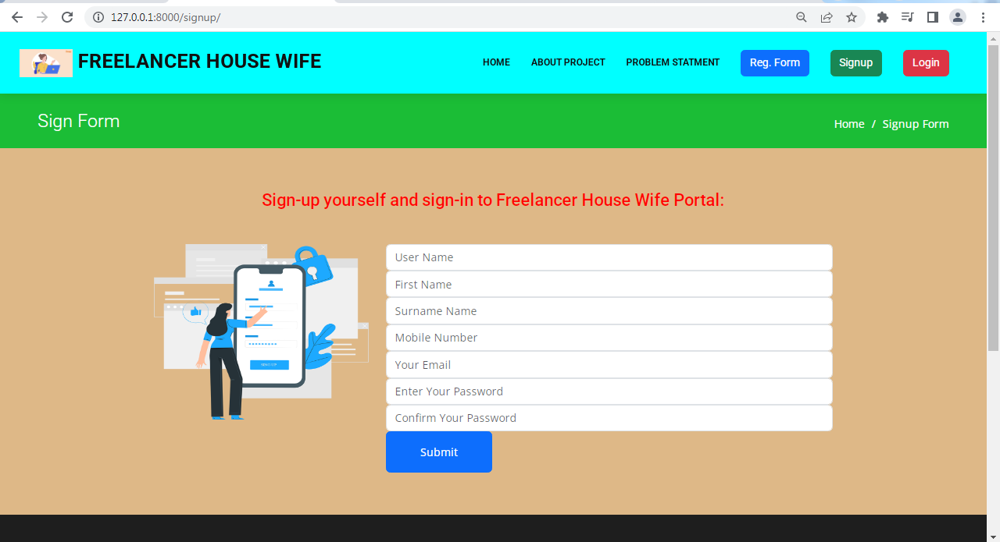 127.0.0.1:8000/signup/
FREELANCER HOUSE WIFE
HOME ABOUT PROJECT PROBLEM STATMENT Reg. Form Signup Login
Sign Form
Home / Signup Form
Sign-up yourself and sign-in to Freelancer House Wife Portal:
User Name
First Name
Surname Name
Mobile Number
Your Email
Enter Your Password
Confirm Your Password
Submit